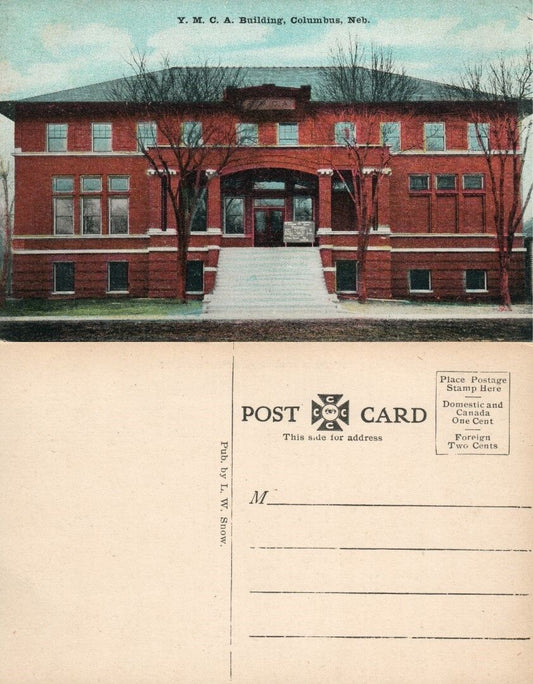 Y. M. C. A. Building, Columbus, Neb.
POST CARD
This side for address
Place Postage
Stamp Here
Domestic and
Canada
One Cent
Foreign
Two Cents
Pub. by L. W. Snow.
M